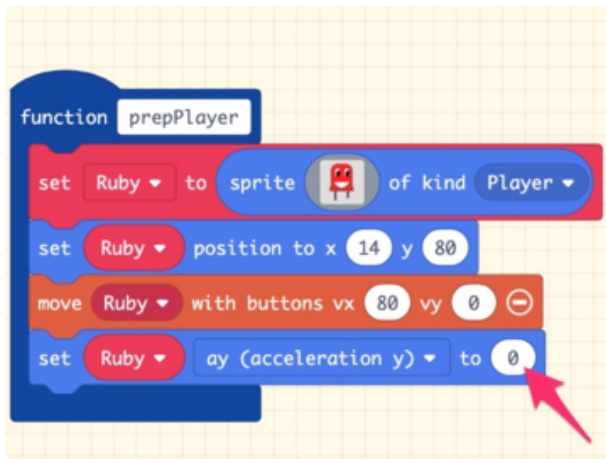 function prepPlayer
set Ruby to sprite of kind Player
set Ruby position to x 14 y 80
move Ruby with buttons vx 80 vy 0
set Ruby ay (acceleration y) to 0